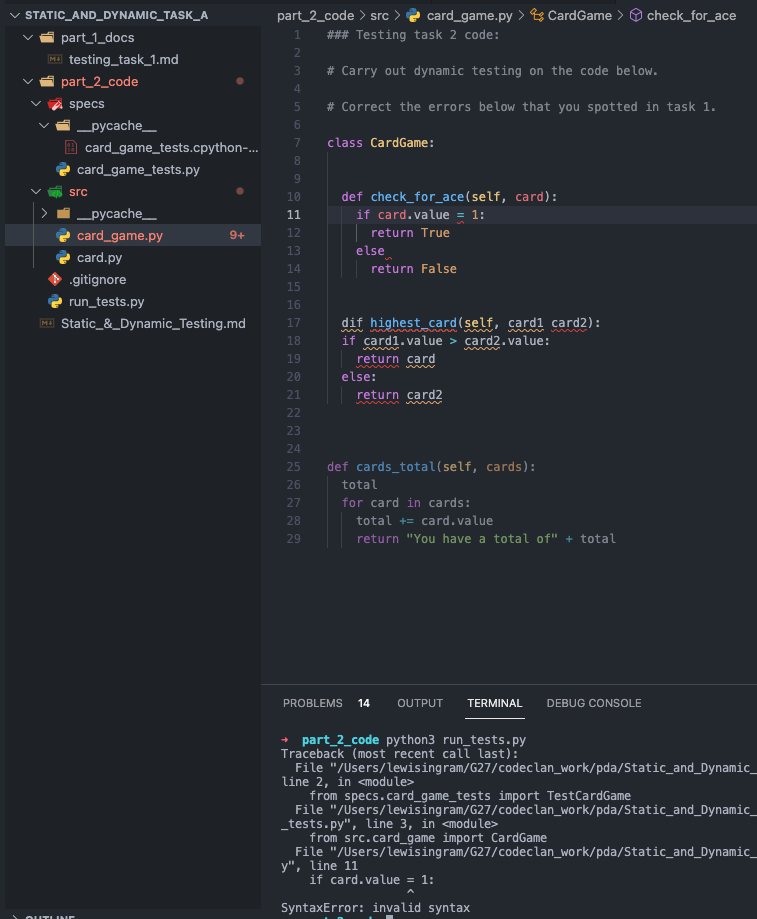 STATIC_AND_DYNAMIC_TASK_A
part_1_docs
testing_task_1.md
part_2_code
specs
__pycache__
card_game_tests.cpython-...
card_game_tests.py
src
__pycache__
card_game.py 9+
card.py
.gitignore
run_tests.py
Static_&_Dynamic_Testing.md
OUTLINE
part_2_code > src > card_game.py > CardGame > check_for_ace
1 ### Testing task 2 code:
2
3 # Carry out dynamic testing on the code below.
4
5 # Correct the errors below that you spotted in task 1.
6
7 class CardGame:
8
9
10 def check_for_ace(self, card):
11 if card.value = 1:
12 return True
13 else
14 return False
15
16
17 dif highest_card(self, card1 card2):
18 if card1.value > card2.value:
19 return card
20 else:
21 return card2
22
23
24
25 def cards_total(self, cards):
26 total
27 for card in cards:
28 total += card.value
29 return "You have a total of" + total
PROBLEMS 14 OUTPUT TERMINAL DEBUG CONSOLE
→ part_2_code python3 run_tests.py
Traceback (most recent call last):
File "/Users/lewisingram/G27/codeclan_work/pda/Static_and_Dynamic_
line 2, in <module>
from specs.card_game_tests import TestCardGame
File "/Users/lewisingram/G27/codeclan_work/pda/Static_and_Dynamic_
_tests.py", line 3, in <module>
from src.card_game import CardGame
File "/Users/lewisingram/G27/codeclan_work/pda/Static_and_Dynamic_
y", line 11
if card.value = 1:
^
SyntaxError: invalid syntax